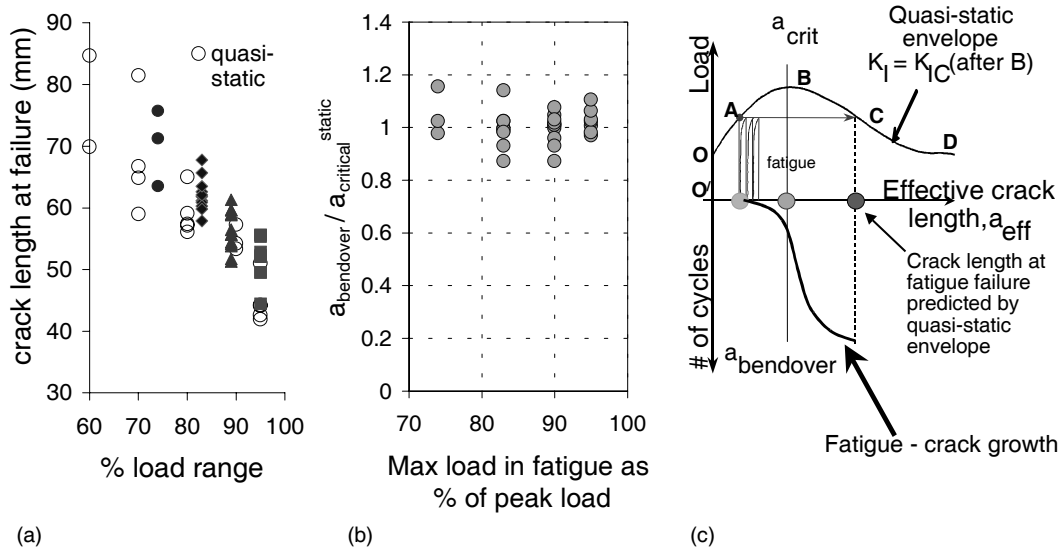 90
80
70
60
50
40
30
60 70 80 90 100
crack length at failure (mm)
% load range
quasi-
static
(a)
1.4
1.2
1
0.8
0.6
0.4
0.2
0
70 80 90 100
a_bendover / a_critical^static
Max load in fatigue as
% of peak load
(b)
Load
a_crit
Quasi-static
envelope
K_I = K_IC (after B)
A
B
C
D
O
O'
fatigue
Effective crack
length, a_eff
# of cycles
a_bendover
Crack length at
fatigue failure
predicted by
quasi-static
envelope
Fatigue - crack growth
(c)